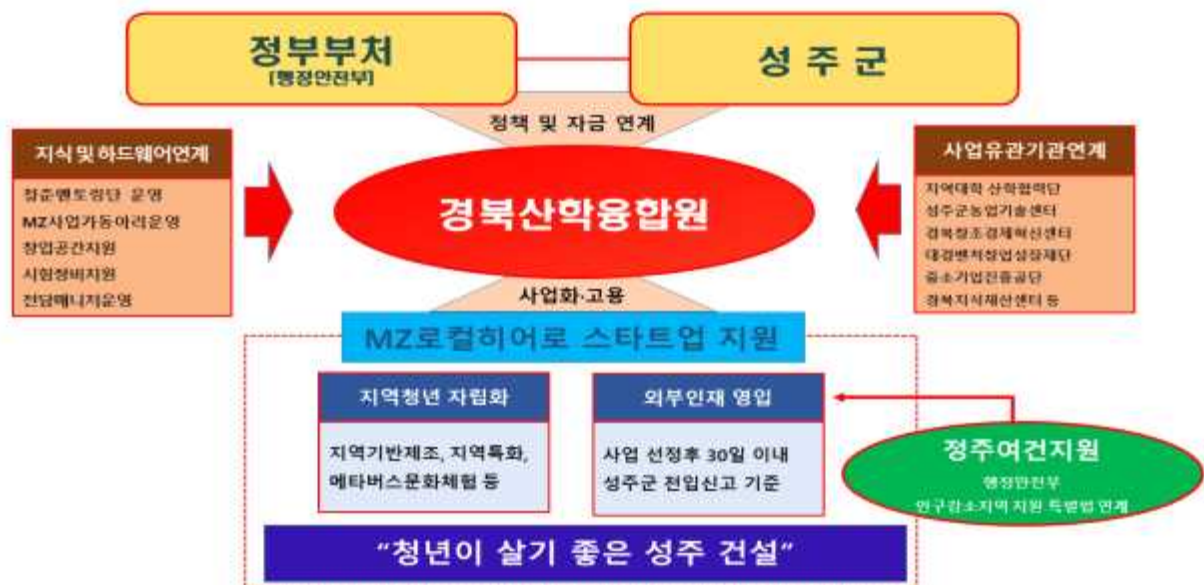 정부부처
[행정안전부]
성주군
정책 및 자금 연계
지식 및 하드웨어연계
청춘멘토링단 운영
MZ사업가동아리운영
창업공간지원
시험장비지원
전담매니저운영
경북산학융합원
사업유관기관연계
지역대학 산학협력단
성주군농업기술센터
경북창조경제혁신센터
대경벤처창업성장재단
중소기업진흥공단
경북지식재산센터 등
사업화·고용
MZ로컬히어로 스타트업 지원
지역청년 자립화
지역기반제조, 지역특화,
메타버스문화체험 등
외부인재 영입
사업 선정후 30일 이내
성주군 전입신고 기준
정주여건지원
행정안전부
인구감소지역 지원 특별법 연계
“청년이 살기 좋은 성주 건설”